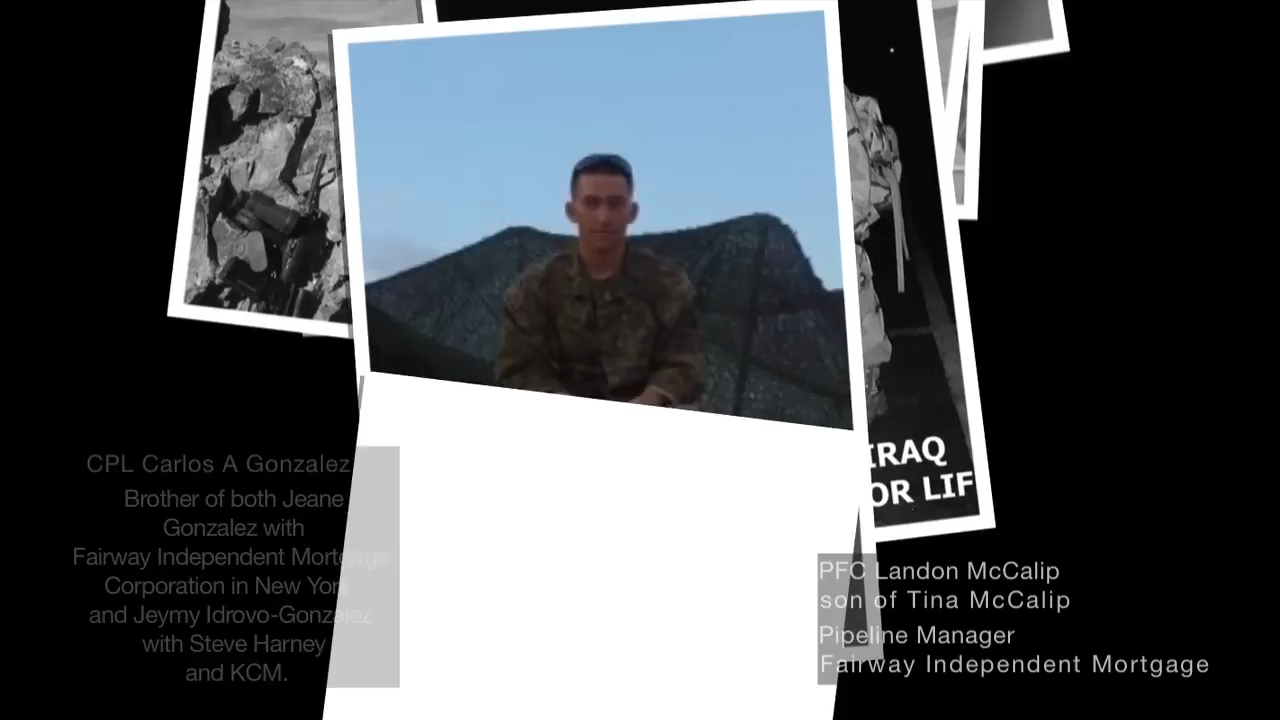 IRAQ
OR LIF
CPL Carlos A Gonzalez
Brother of both Jeane
Gonzalez with
Fairway Independent Mortgage
Corporation in New York
and Jeymy Idrovo-Gonzalez
with Steve Harney
and KCM.
PFC Landon McCalip
son of Tina McCalip
Pipeline Manager
Fairway Independent Mortgage